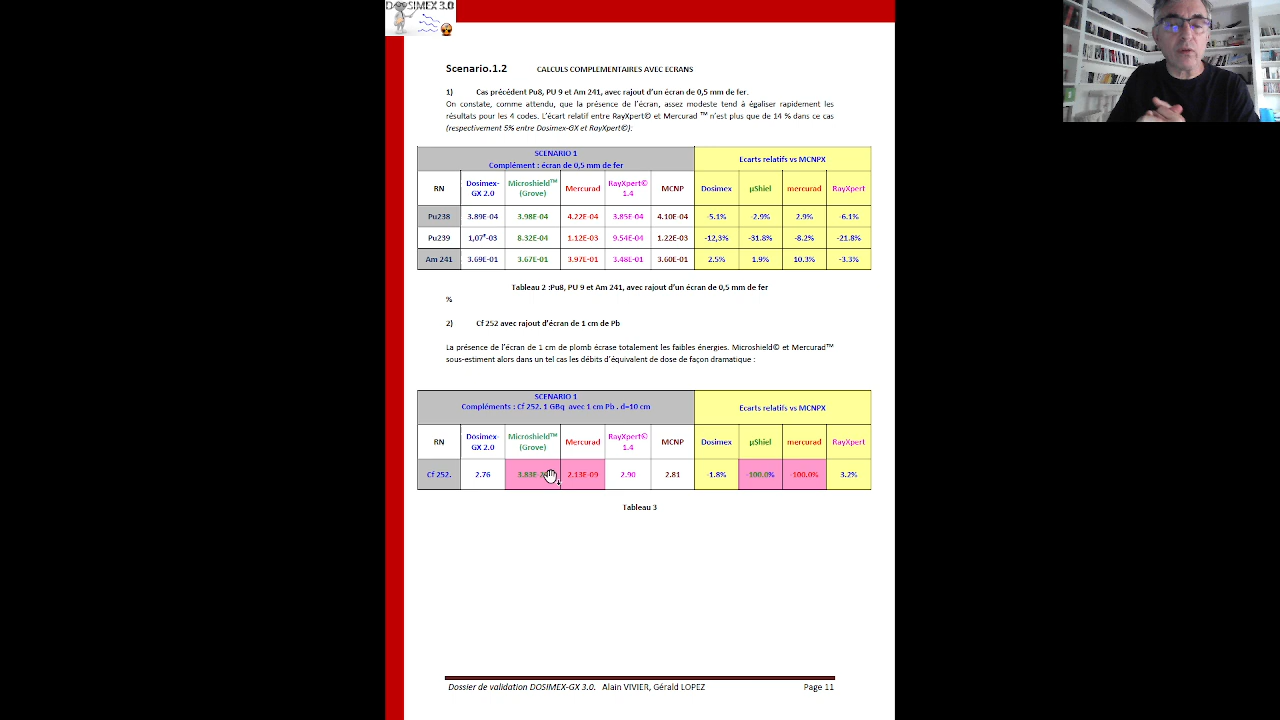 DOSIMEX 3.0
Scenario.1.2 CALCULS COMPLEMENTAIRES AVEC ECRANS
1) Cas précédent Pu8, PU 9 et Am 241, avec rajout d'un écran de 0,5 mm de fer.
On constate, comme attendu, que la présence de l'écran, assez modeste tend à égaliser rapidement les
résultats pour les 4 codes. L'écart relatif entre RayXpert© et Mercurad ™ n'est plus que de 14 % dans ce cas
(respectivement 5% entre Dosimex-GX et RayXpert©):
SCENARIO 1
Complément : écran de 0,5 mm de fer
Ecarts relatifs vs MCNPX
RN Dosimex-GX 2.0 Microshield™ (Grove) Mercurad RayXpert© 1.4 MCNP Dosimex µShiel mercurad RayXpert
Pu238 3.89E-04 3.98E-04 4.22E-04 3.85E-04 4.10E-04 -5.1% -2.9% 2.9% -6.1%
Pu239 1,07E-03 8.32E-04 1.12E-03 9.54E-04 1.22E-03 -12,3% -31.8% -8.2% -21.8%
Am 241 3.69E-01 3.67E-01 3.97E-01 3.48E-01 3.60E-01 2.5% 1.9% 10.3% -3.3%
Tableau 2 :Pu8, PU 9 et Am 241, avec rajout d'un écran de 0,5 mm de fer
%
2) Cf 252 avec rajout d'écran de 1 cm de Pb
La présence de l'écran de 1 cm de plomb écrase totalement les faibles énergies. Microshield© et Mercurad™
sous-estiment alors dans un tel cas les débits d'équivalent de dose de façon dramatique :
SCENARIO 1
Compléments : Cf 252. 1 GBq avec 1 cm Pb . d=10 cm
Ecarts relatifs vs MCNPX
RN Dosimex-GX 2.0 Microshield™ (Grove) Mercurad RayXpert© 1.4 MCNP Dosimex µShiel mercurad RayXpert
Cf 252. 2.76 2.13E-09 2.90 2.81 -1.8% -100.0% -100.0% 3.2%
Tableau 3
Dossier de validation DOSIMEX-GX 3.0. Alain VIVIER, Gérald LOPEZ Page 11